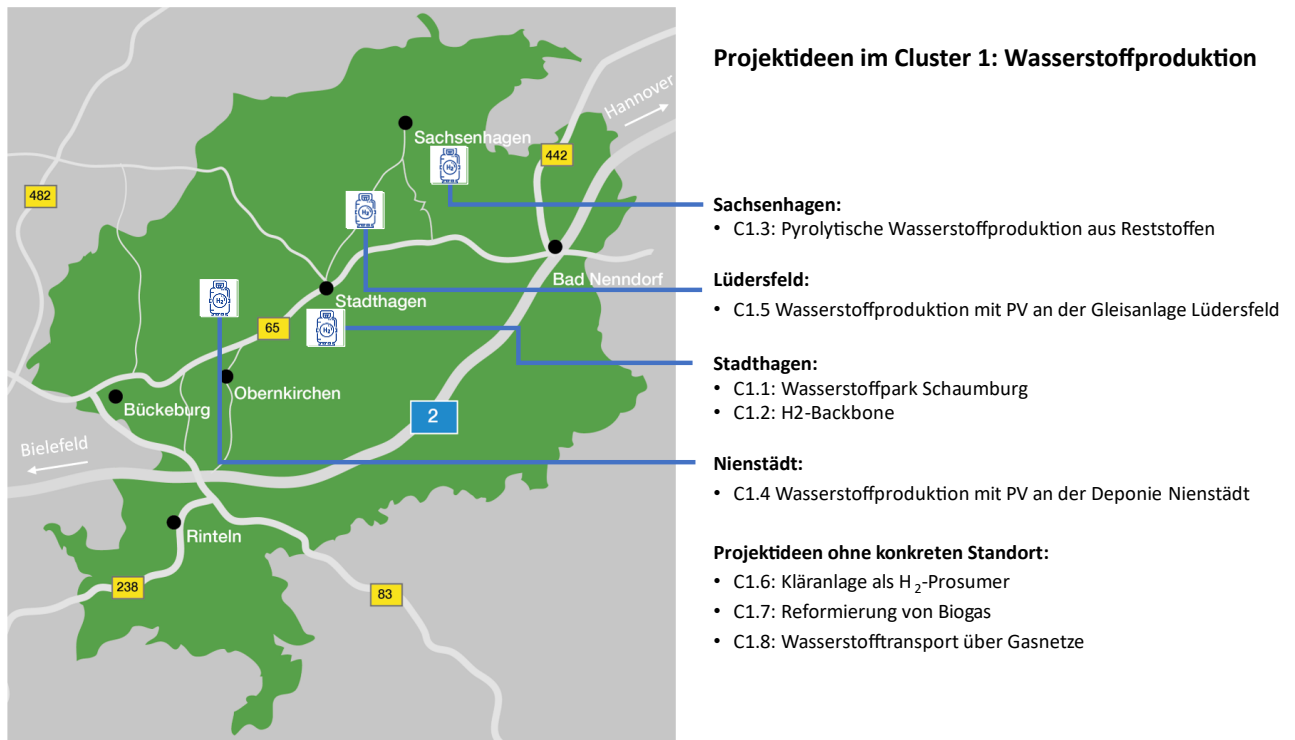 Projektideen im Cluster 1: Wasserstoffproduktion
Hannover
Sachsenhagen
442
482
H₂
H₂
Bad Nenndorf
H₂
Stadthagen
65
H₂
Obernkirchen
Bückeburg
2
Bielefeld
Rinteln
238
83
Sachsenhagen:
• C1.3: Pyrolytische Wasserstoffproduktion aus Reststoffen
Lüdersfeld:
• C1.5 Wasserstoffproduktion mit PV an der Gleisanlage Lüdersfeld
Stadthagen:
• C1.1: Wasserstoffpark Schaumburg
• C1.2: H2-Backbone
Nienstädt:
• C1.4 Wasserstoffproduktion mit PV an der Deponie Nienstädt
Projektideen ohne konkreten Standort:
• C1.6: Kläranlage als H₂-Prosumer
• C1.7: Reformierung von Biogas
• C1.8: Wasserstofftransport über Gasnetze